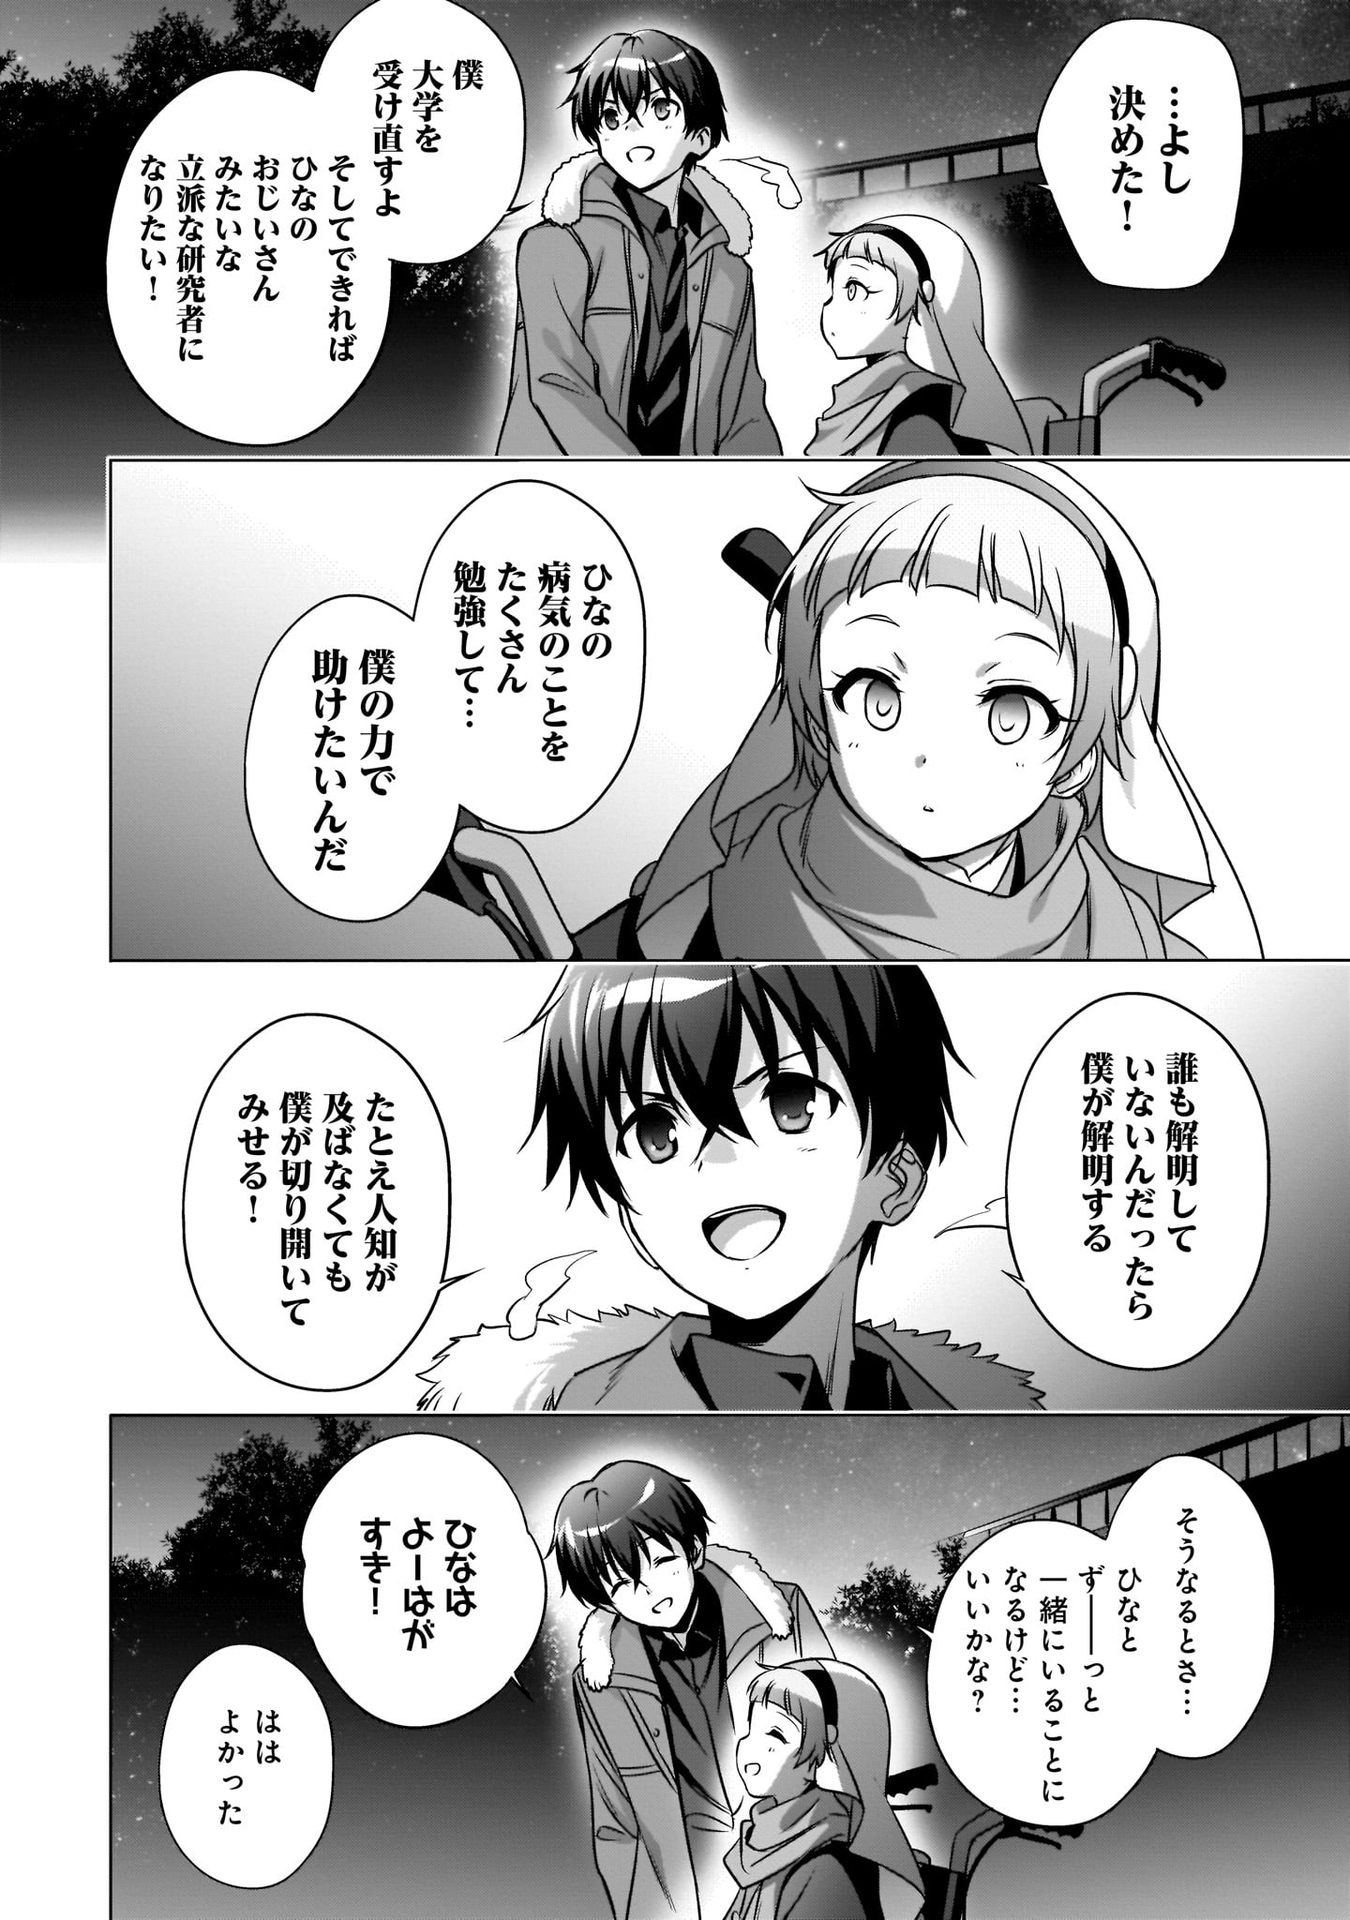 …よし
決めた！
僕
大学を
受け直すよ
そしてできれば
ひなの
おじいさん
みたいな
立派な研究者に
なりたい！
ひなの
病気のことを
たくさん
勉強して…
僕の力で
助けたいんだ
誰も解明して
いないんだったら
僕が解明する
たとえ人知が
及ばなくても
僕が切り開いて
みせる！
そうなるとさ…
ひなと
ず――っと
一緒にいることに
なるけど…
いいかな？
ひなは
よーはが
すき！
はは
よかった